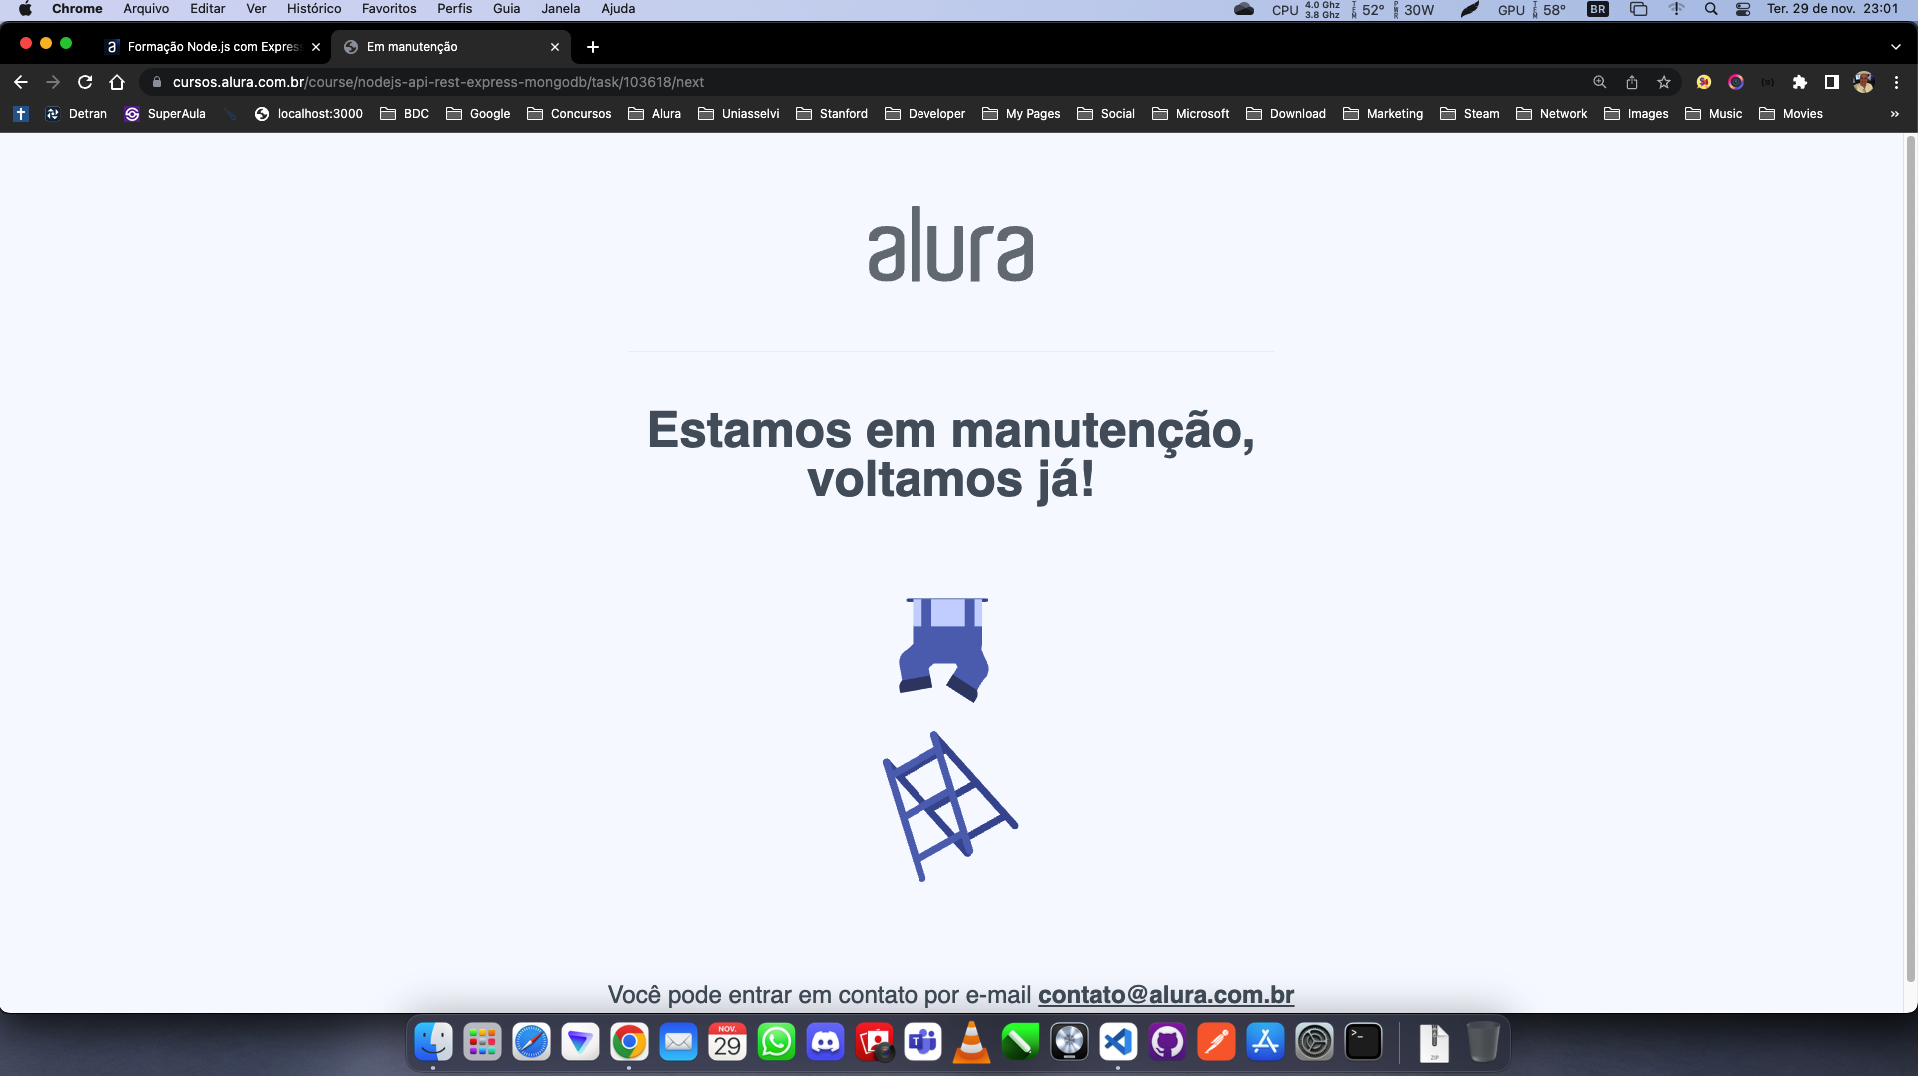 Chrome Arquivo Editar Ver Histórico Favoritos Perfis Guia Janela Ajuda CPU 4.0 Ghz 3.8 Ghz 52° 30W GPU 58° BR Ter. 29 de nov. 23:01
Formação Node.js com Express
Em manutenção
cursos.alura.com.br/course/nodejs-api-rest-express-mongodb/task/103618/next
Detran SuperAula localhost:3000 BDC Google Concursos Alura Uniasselvi Stanford Developer My Pages Social Microsoft Download Marketing Steam Network Images Music Movies »
alura
Estamos em manutenção,
voltamos já!
Você pode entrar em contato por e-mail contato@alura.com.br
NOV.
29
ZIP